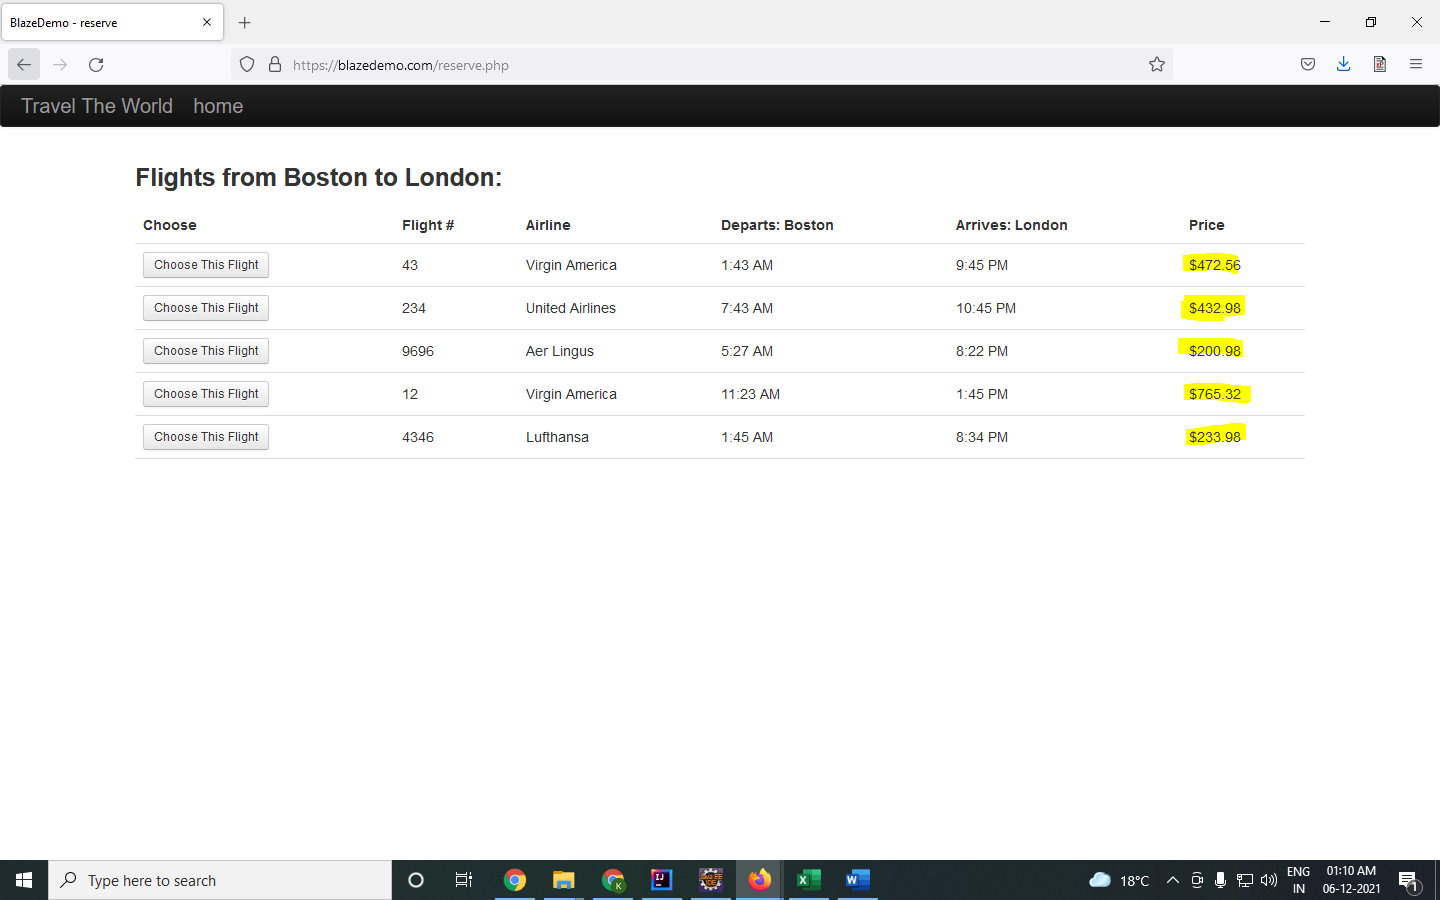 BlazeDemo - reserve
https://blazedemo.com/reserve.php
Travel The World home
Flights from Boston to London:
Choose Flight # Airline Departs: Boston Arrives: London Price
Choose This Flight 43 Virgin America 1:43 AM 9:45 PM $472.56
Choose This Flight 234 United Airlines 7:43 AM 10:45 PM $432.98
Choose This Flight 9696 Aer Lingus 5:27 AM 8:22 PM $200.98
Choose This Flight 12 Virgin America 11:23 AM 1:45 PM $765.32
Choose This Flight 4346 Lufthansa 1:45 AM 8:34 PM $233.98
Type here to search
K
IJ
18°C
ENG
IN
01:10 AM
06-12-2021
1